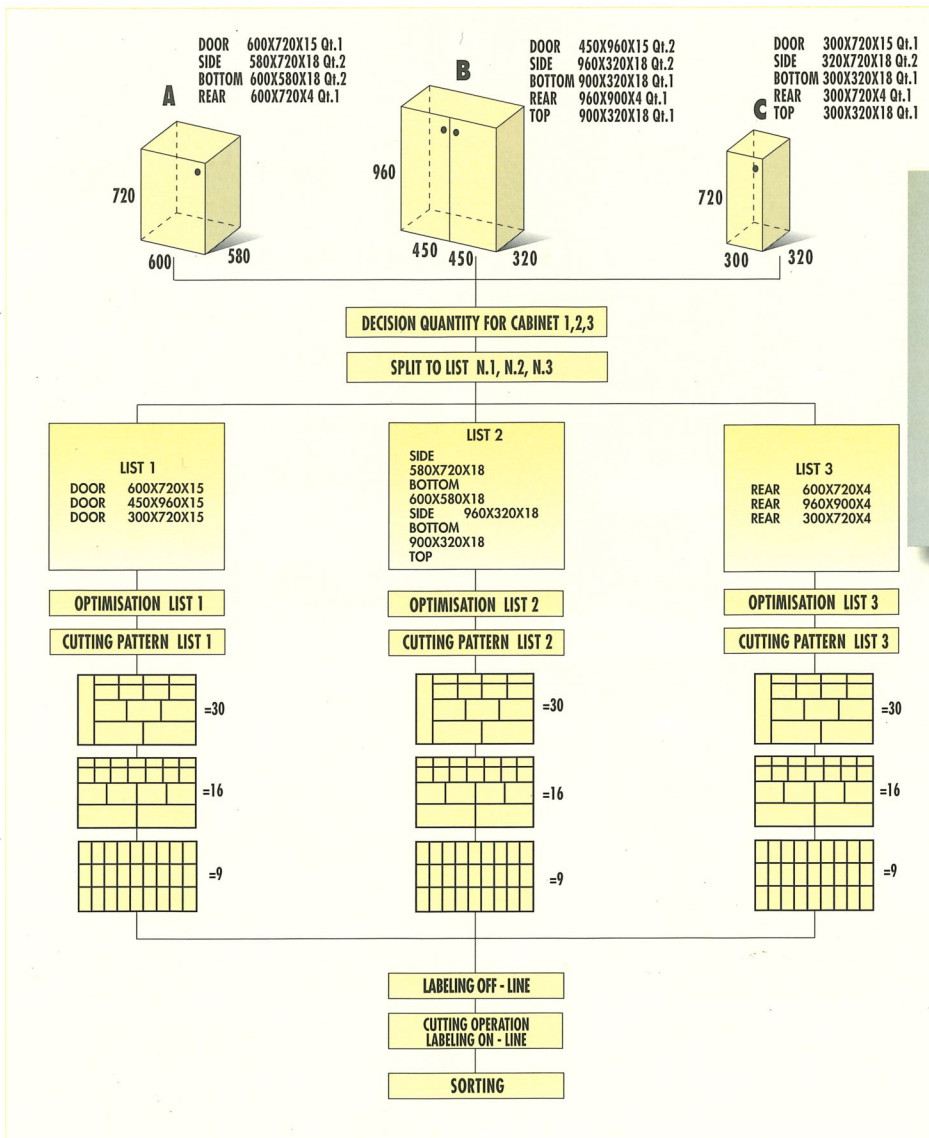 A
DOOR 600X720X15 Qt.1
SIDE 580X720X18 Qt.2
BOTTOM 600X580X18 Qt.2
REAR 600X720X4 Qt.1
720
600
580
B
DOOR 450X960X15 Qt.2
SIDE 960X320X18 Qt.2
BOTTOM 900X320X18 Qt.1
REAR 960X900X4 Qt.1
TOP 900X320X18 Qt.1
960
450
450
320
C
DOOR 300X720X15 Qt.1
SIDE 320X720X18 Qt.2
BOTTOM 300X320X18 Qt.1
REAR 300X720X4 Qt.1
TOP 300X320X18 Qt.1
720
300
320
DECISION QUANTITY FOR CABINET 1,2,3
SPLIT TO LIST N.1, N.2, N.3
LIST 1
DOOR 600X720X15
DOOR 450X960X15
DOOR 300X720X15
LIST 2
SIDE
580X720X18
BOTTOM
600X580X18
SIDE 960X320X18
BOTTOM
900X320X18
TOP
LIST 3
REAR 600X720X4
REAR 960X900X4
REAR 300X720X4
OPTIMISATION LIST 1
OPTIMISATION LIST 2
OPTIMISATION LIST 3
CUTTING PATTERN LIST 1
CUTTING PATTERN LIST 2
CUTTING PATTERN LIST 3
=30
=30
=30
=16
=16
=16
=9
=9
=9
LABELING OFF - LINE
CUTTING OPERATION
LABELING ON - LINE
SORTING